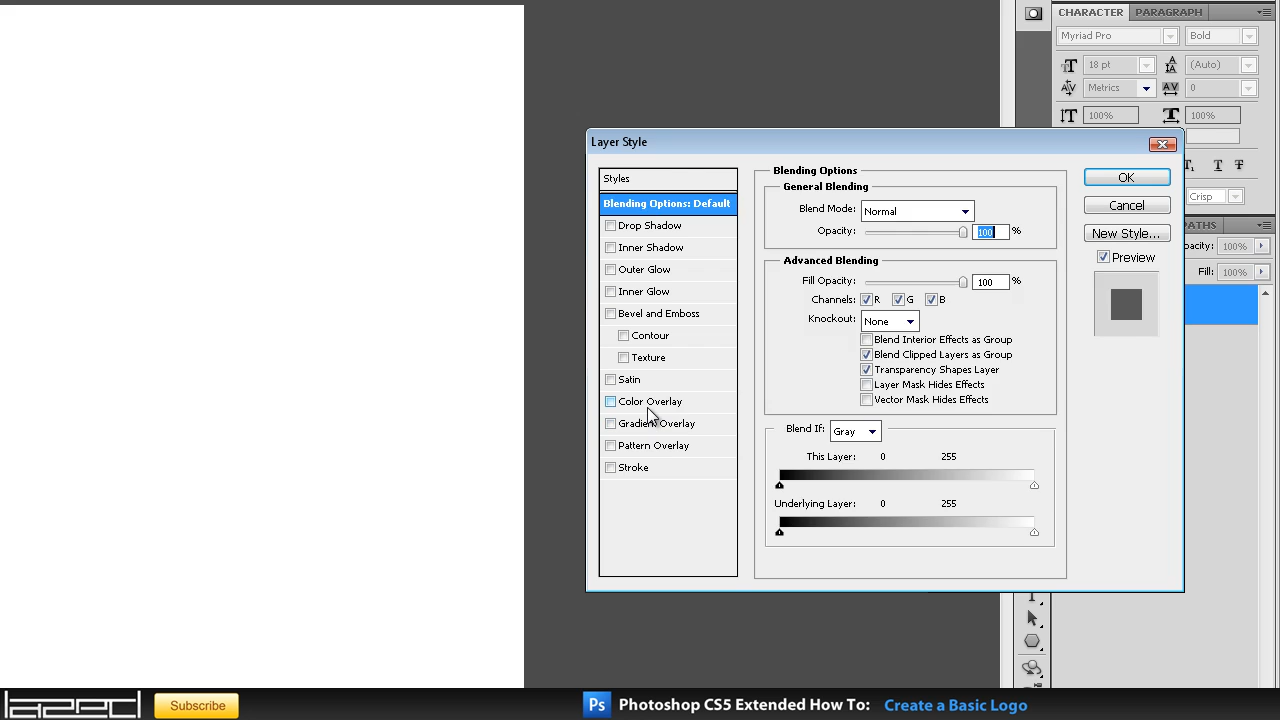 CHARACTER PARAGRAPH
Myriad Pro Bold
18 pt (Auto)
Metrics 0
100% 100%
Layer Style
Crisp
Styles
Blending Options: Default
Drop Shadow
Inner Shadow
Outer Glow
Inner Glow
Bevel and Emboss
Contour
Texture
Satin
Color Overlay
Gradient Overlay
Pattern Overlay
Stroke
Blending Options
General Blending
Blend Mode: Normal
Opacity: 100 %
Advanced Blending
Fill Opacity: 100 %
Channels: R G B
Knockout: None
Blend Interior Effects as Group
Blend Clipped Layers as Group
Transparency Shapes Layer
Layer Mask Hides Effects
Vector Mask Hides Effects
Blend If: Gray
This Layer: 0 255
Underlying Layer: 0 255
OK
Cancel
New Style...
Preview
PATHS
pacity: 100%
Fill: 100%
Subscribe
Ps Photoshop CS5 Extended How To: Create a Basic Logo